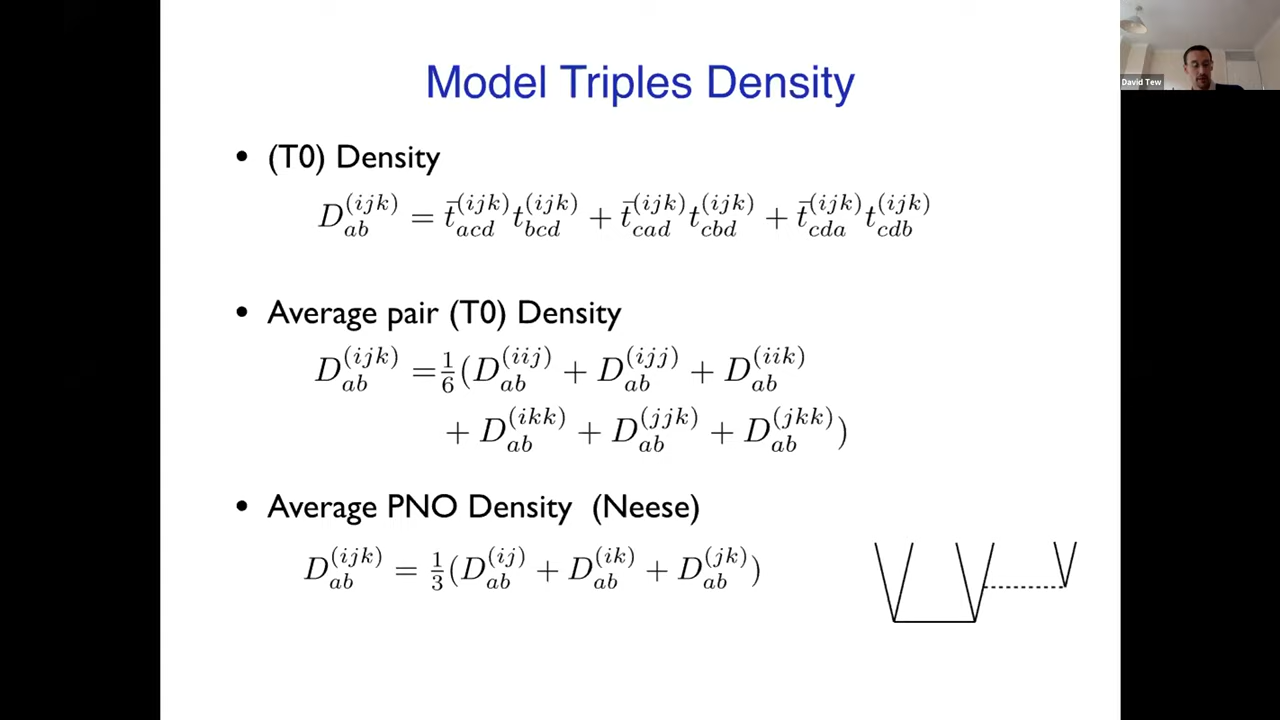 Model Triples Density
David Tew
• (T0) Density
D_{ab}^{(ijk)} = \bar{t}_{acd}^{(ijk)} t_{bcd}^{(ijk)} + \bar{t}_{cad}^{(ijk)} t_{cbd}^{(ijk)} + \bar{t}_{cda}^{(ijk)} t_{cdb}^{(ijk)}
• Average pair (T0) Density
D_{ab}^{(ijk)} = \frac{1}{6}(D_{ab}^{(iij)} + D_{ab}^{(ijj)} + D_{ab}^{(iik)}
+ D_{ab}^{(ikk)} + D_{ab}^{(jjk)} + D_{ab}^{(jkk)})
• Average PNO Density (Neese)
D_{ab}^{(ijk)} = \frac{1}{3}(D_{ab}^{(ij)} + D_{ab}^{(ik)} + D_{ab}^{(jk)})